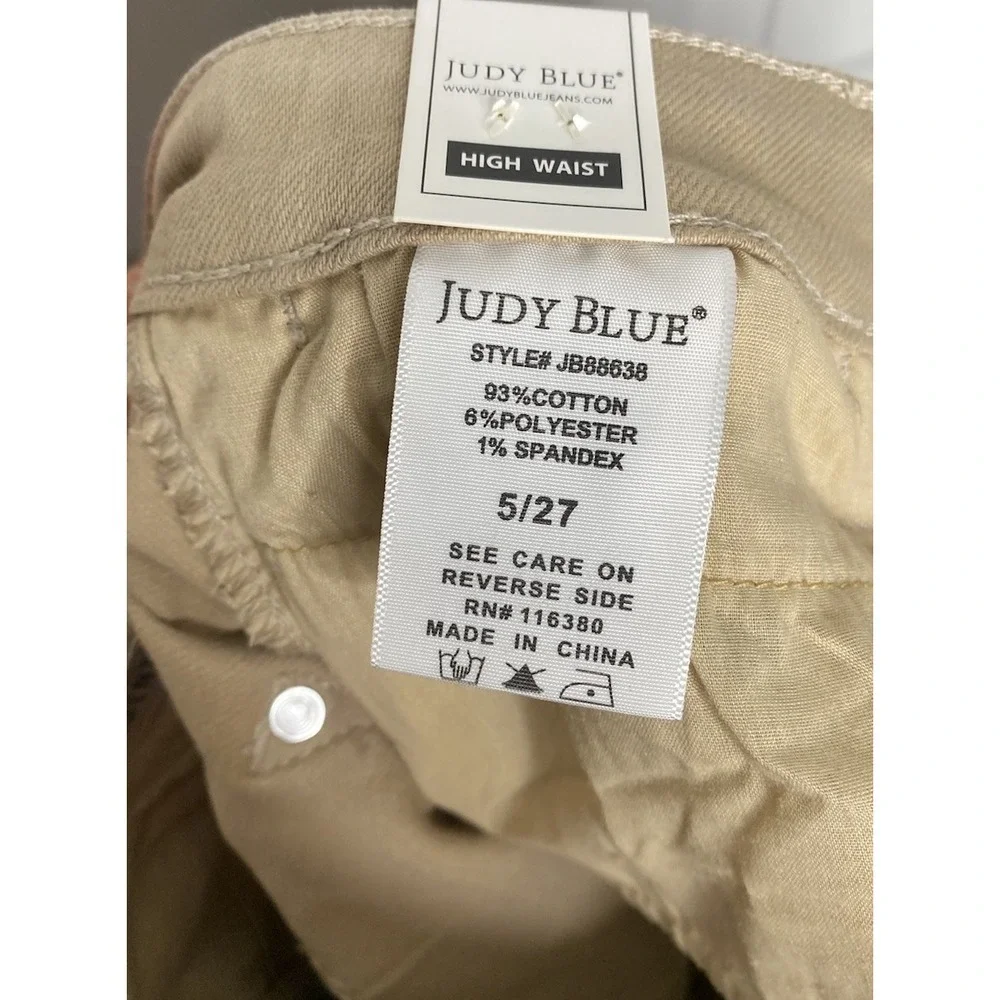 JUDY BLUE®
WWW.JUDYBLUEJEANS.COM
HIGH WAIST
JUDY BLUE®
STYLE# JB88638
93%COTTON
6%POLYESTER
1% SPANDEX
5/27
SEE CARE ON
REVERSE SIDE
RN# 116380
MADE IN CHINA